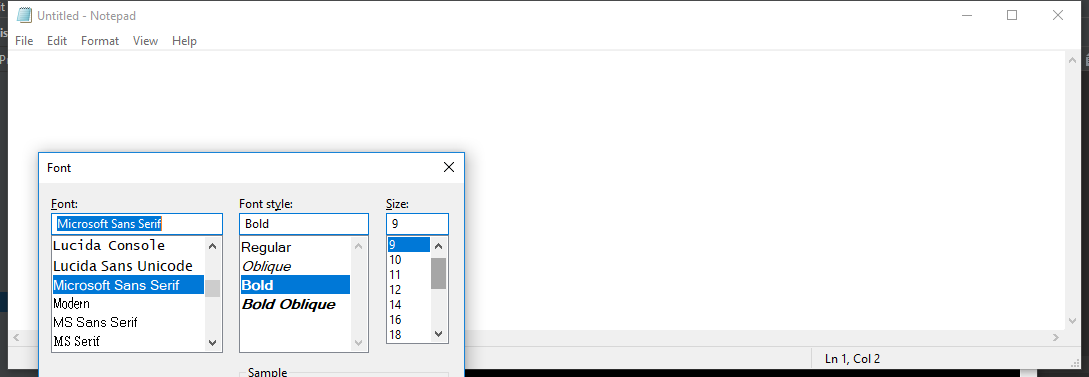 Untitled - Notepad
File Edit Format View Help
Font
Font: Font style: Size:
Microsoft Sans Serif Bold 9
Lucida Console Regular 9
Lucida Sans Unicode Oblique 10
Microsoft Sans Serif Bold 11
Modern Bold Oblique 12
MS Sans Serif 14
MS Serif 16
18
Ln 1, Col 2
Sample